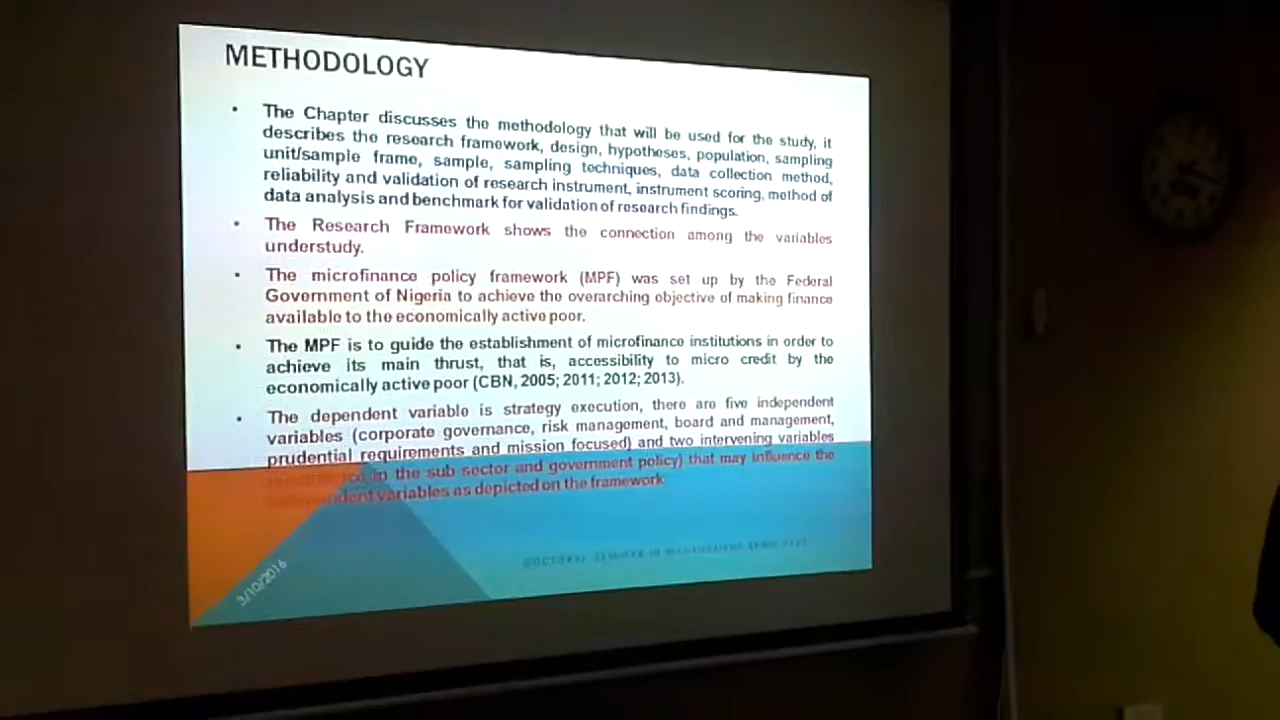 METHODOLOGY
• The Chapter discusses the methodology that will be used for the study, it
describes the research framework, design, hypotheses, population, sampling
unit/sample frame, sample, sampling techniques, data collection method,
reliability and validation of research instrument, instrument scoring, method of
data analysis and benchmark for validation of research findings.
• The Research Framework shows the connection among the variables
understudy.
• The microfinance policy framework (MPF) was set up by the Federal
Government of Nigeria to achieve the overarching objective of making finance
available to the economically active poor.
• The MPF is to guide the establishment of microfinance institutions in order to
achieve its main thrust, that is, accessibility to micro credit by the
economically active poor (CBN, 2005; 2011; 2012; 2013).
• The dependent variable is strategy execution, there are five independent
variables (corporate governance, risk management, board and management,
prudential requirements and mission focused) and two intervening variables
in the sub sector and government policy) that may influence the
variables as depicted on the framework
DOCTORAL SEMINAR IN MANAGEMENT
3/10/2016